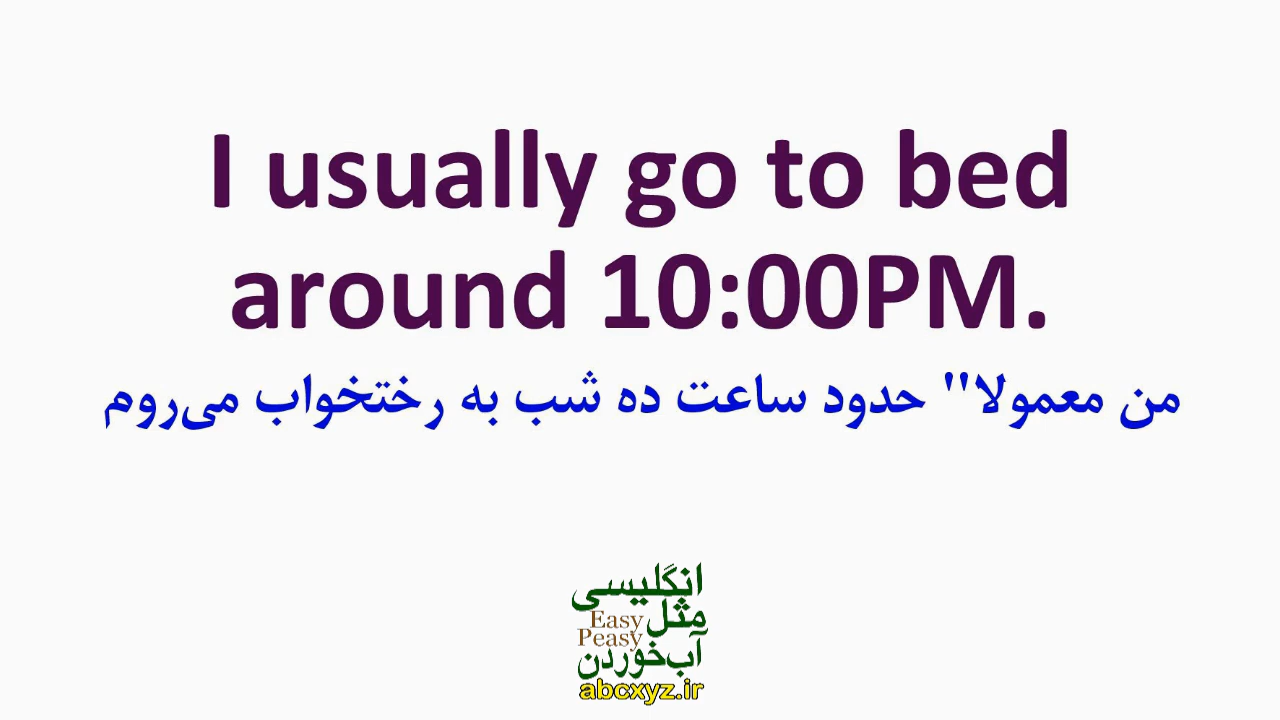 I usually go to bed
around 10:00PM.
من معمولا" حدود ساعت ده شب به رختخواب می‌روم
انگلیسی
مثل
Easy
Peasy
آب‌خوردن
abcxyz.ir